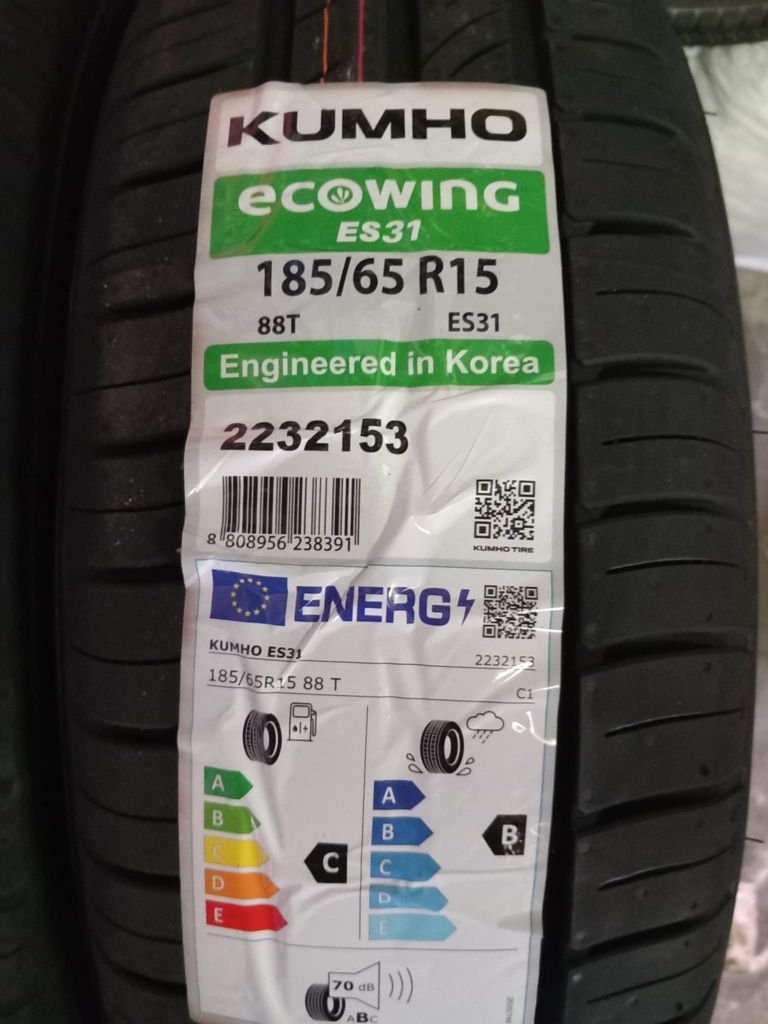 KUMHO
ecowing
ES31
185/65 R15
88T ES31
Engineered in Korea
2232153
8 808956 238391
KUMHO TIRE
ENERG
KUMHO ES31 2232153
185/65R15 88 T C1
A A
B B B
C C C
D D
E E
70 dB
ABC